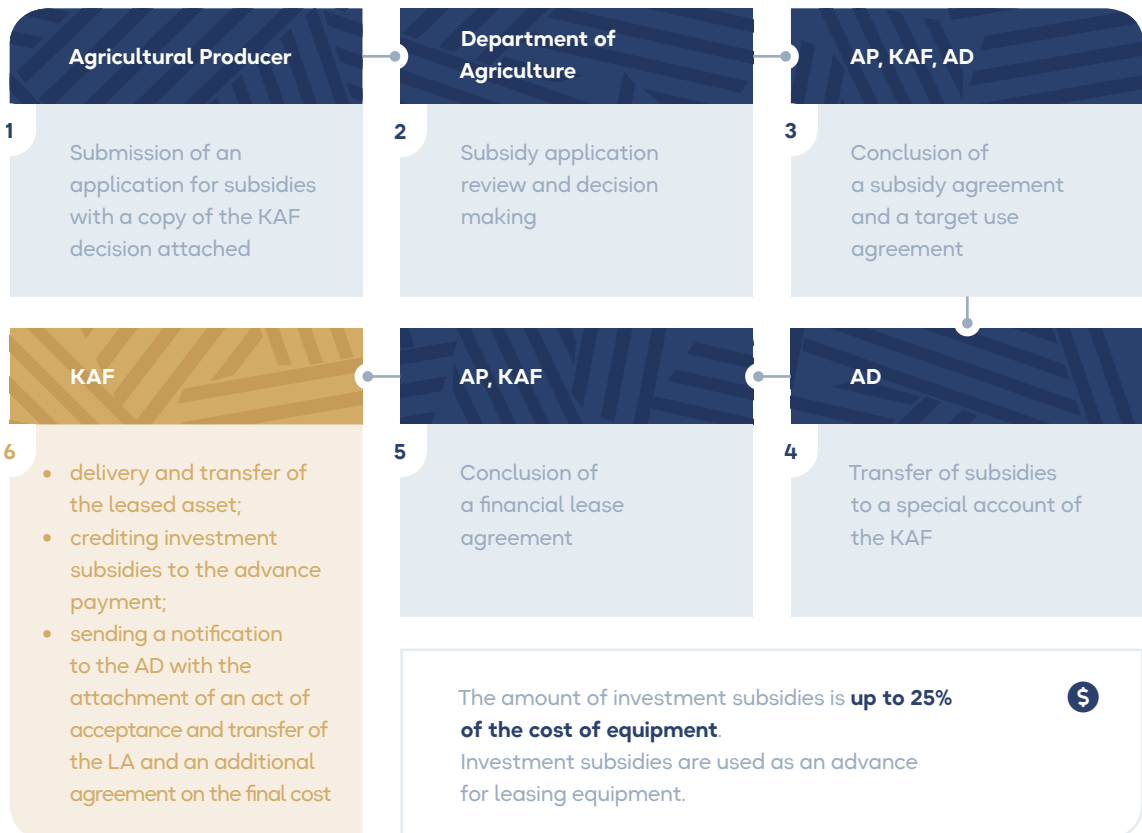 Agricultural Producer
1
Submission of an
application for subsidies
with a copy of the KAF
decision attached
Department of
Agriculture
2
Subsidy application
review and decision
making
AP, KAF, AD
3
Conclusion of
a subsidy agreement
and a target use
agreement
AD
4
Transfer of subsidies
to a special account of
the KAF
AP, KAF
5
Conclusion of
a financial lease
agreement
KAF
6
• delivery and transfer of
the leased asset;
• crediting investment
subsidies to the advance
payment;
• sending a notification
to the AD with the
attachment of an act of
acceptance and transfer of
the LA and an additional
agreement on the final cost
The amount of investment subsidies is up to 25%
of the cost of equipment.
Investment subsidies are used as an advance
for leasing equipment.
$